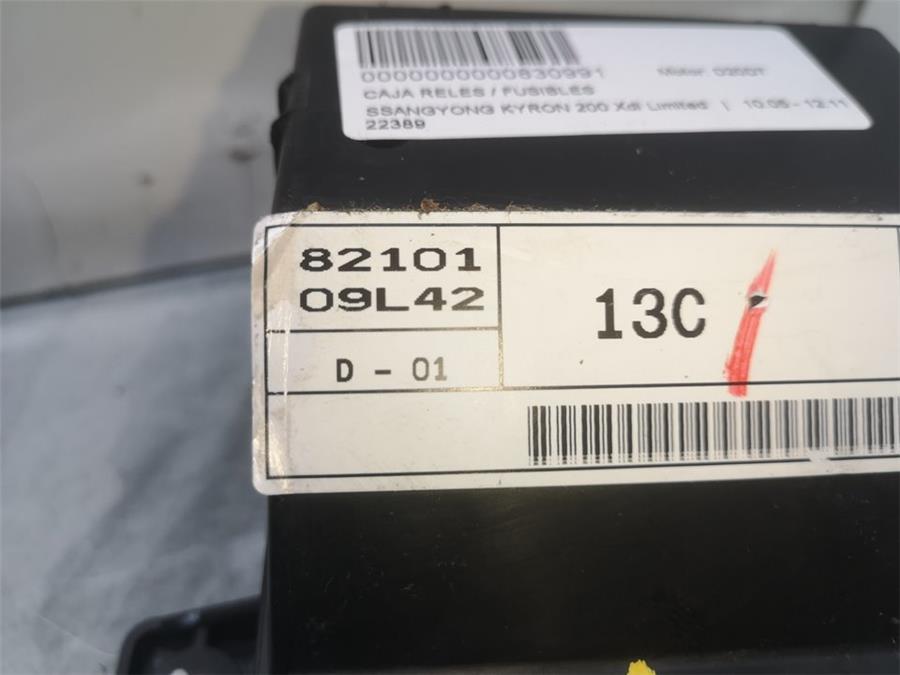 0000000000830991
Motor: D20DT
CAJA RELES / FUSIBLES
SSANGYONG KYRON 200 Xdi Limited | 10.05 - 12.11
22389
82101
09L42
13C
D - 01